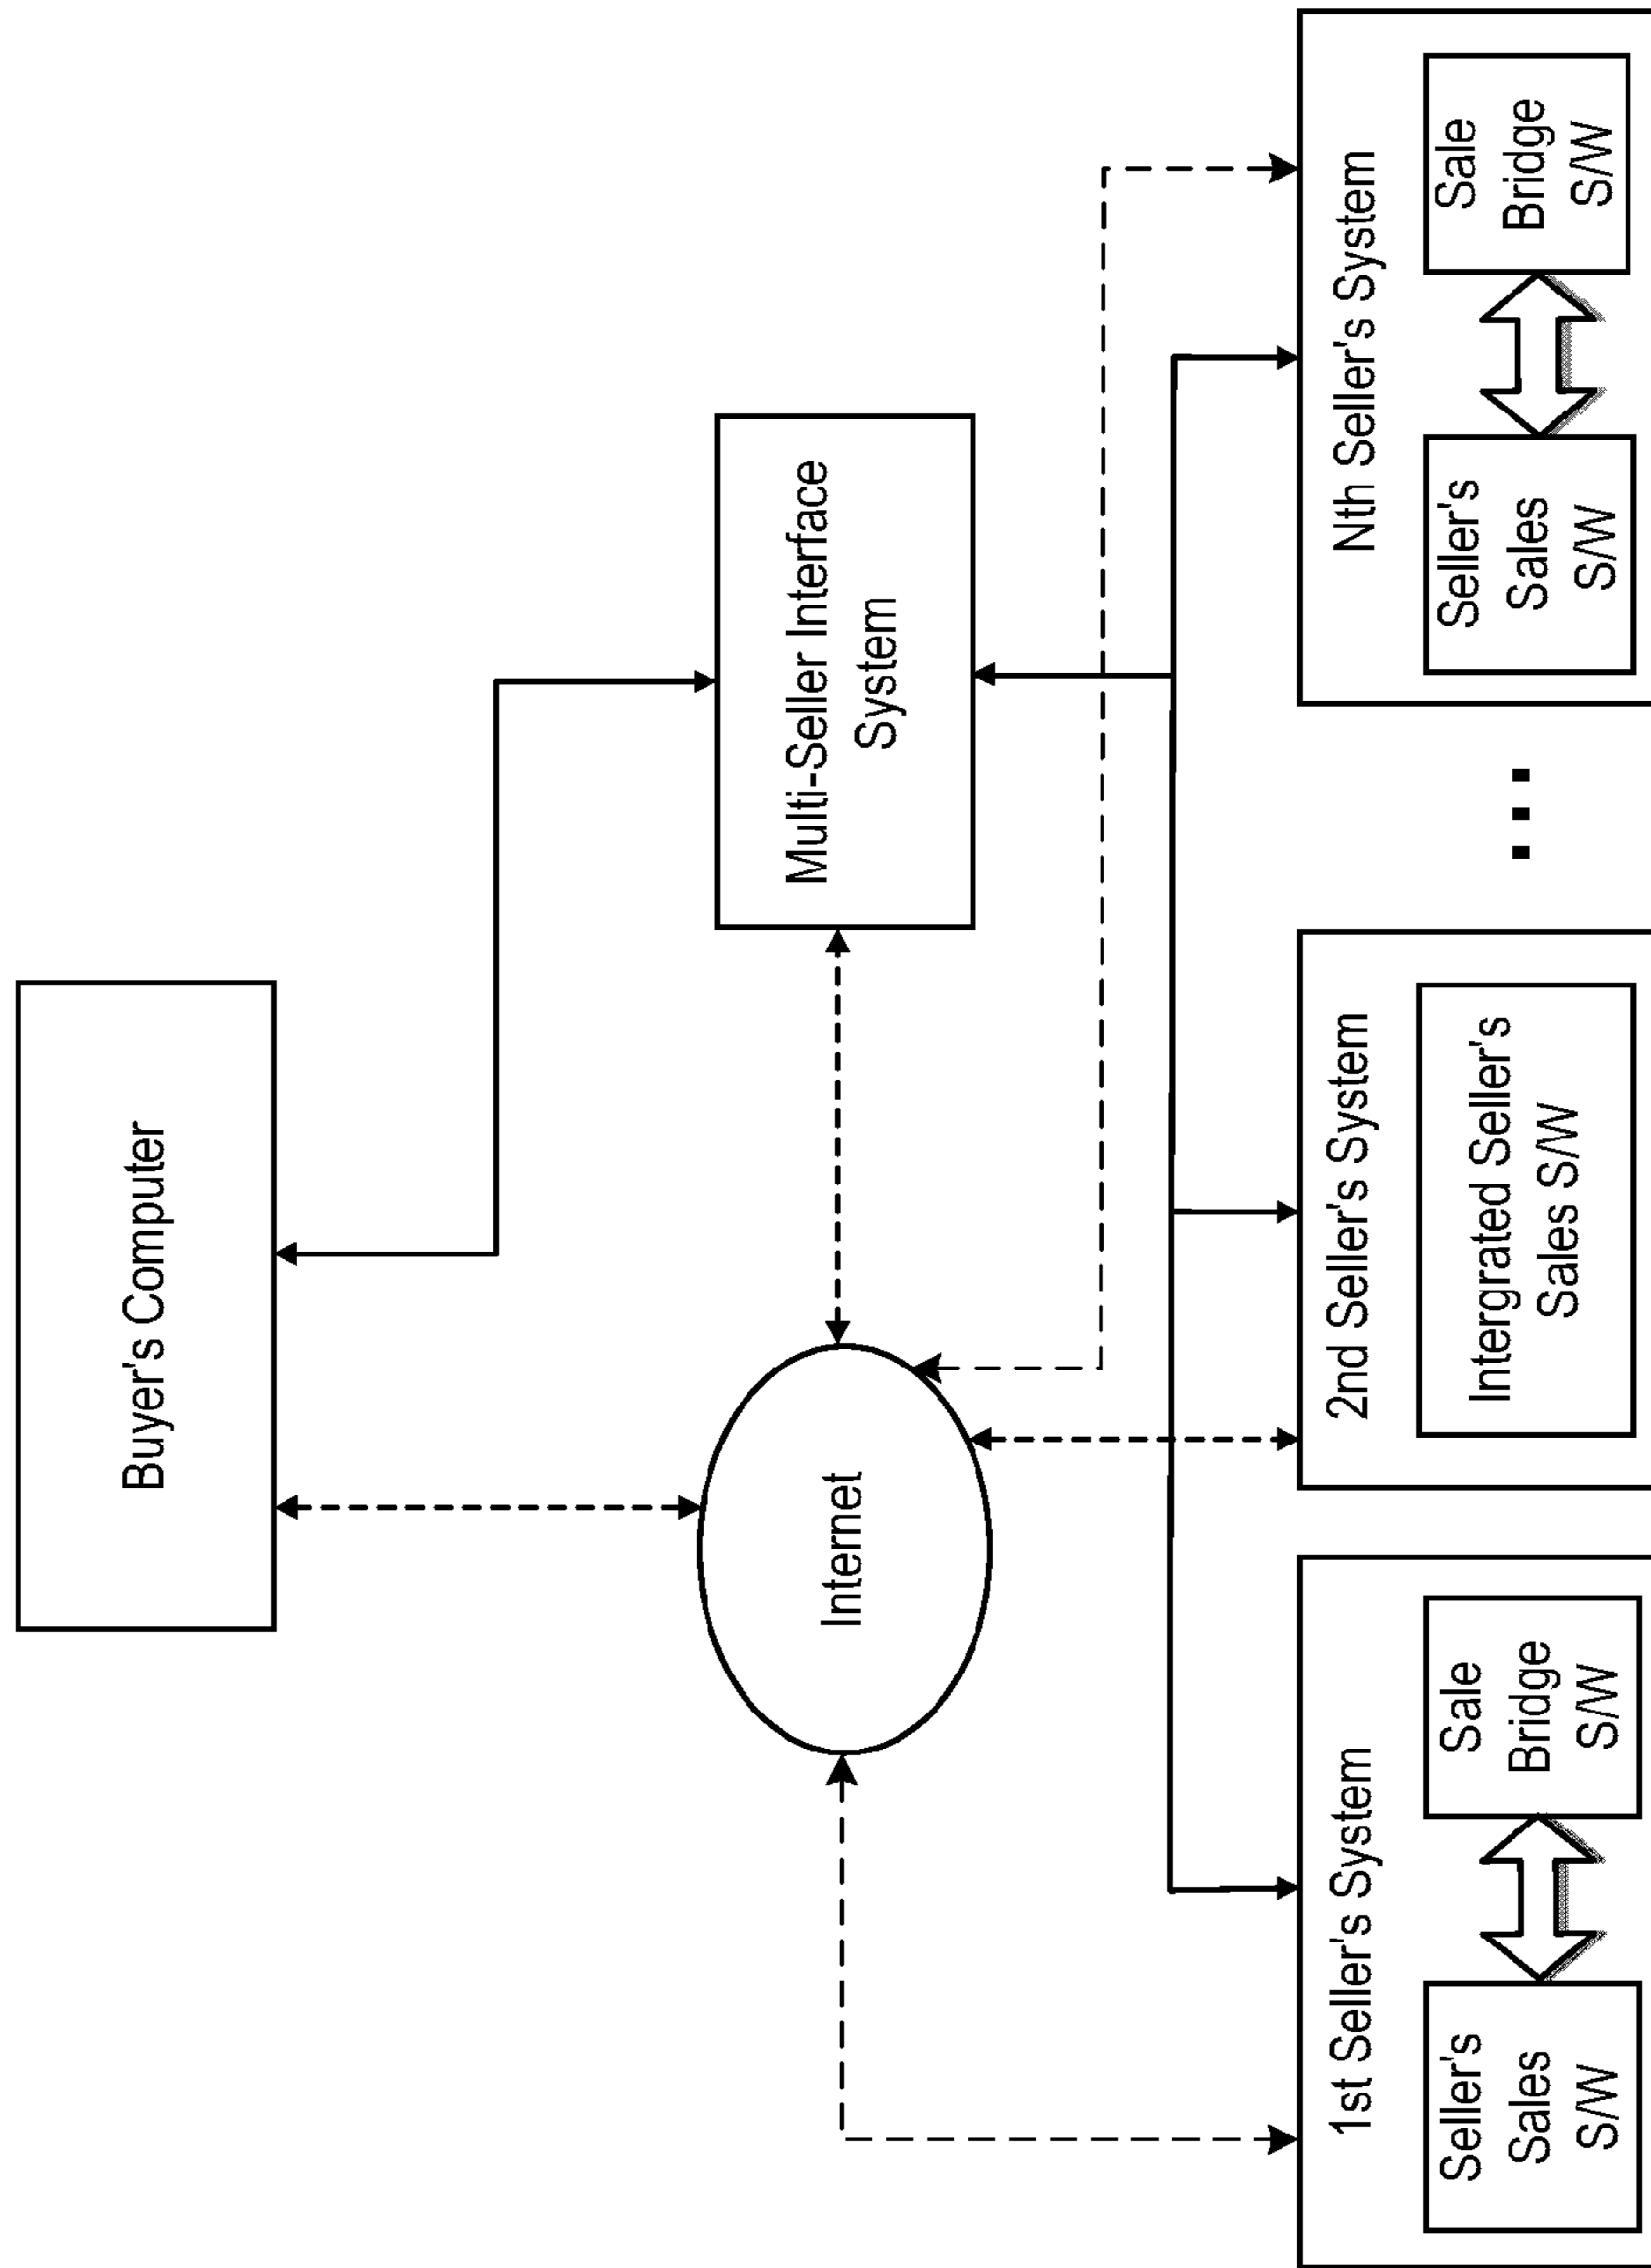 Buyer's Computer
Internet
Multi-Seller Interface
System
1st Seller's System
Seller's
Sales
S/W
Sale
Bridge
S/W
2nd Seller's System
Intergrated Seller's
Sales S/W
...
Nth Seller's System
Seller's
Sales
S/W
Sale
Bridge
S/W